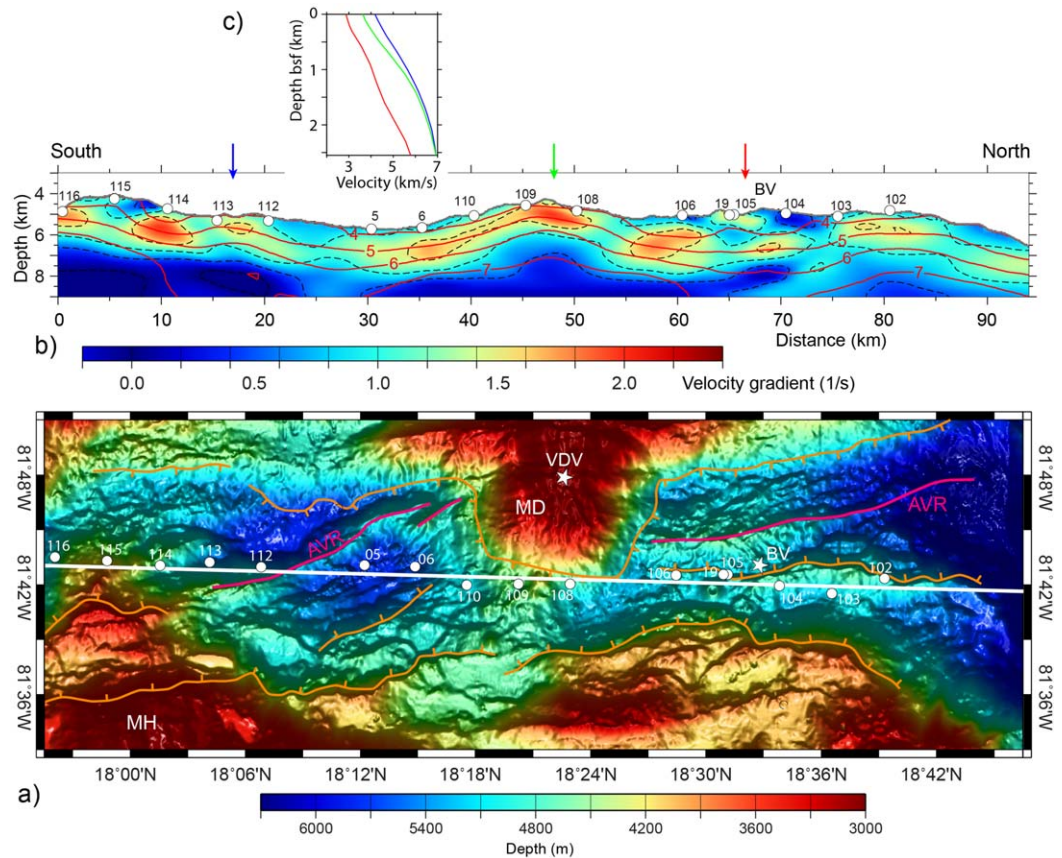 c)
0
1
2
Depth bsf (km)
3 5 7
Velocity (km/s)
South
North
BV
116 115 114 113 112 5 6 110 109 108 106 19 105 104 103 102
4
6
8
Depth (km)
4 4 4
5 5
6 6
7 7
0 10 20 30 40 50 60 70 80 90
Distance (km)
b)
0.0 0.5 1.0 1.5 2.0 Velocity gradient (1/s)
81°48'W
81°42'W
81°36'W
81°48'W
81°42'W
81°36'W
VDV
MD
AVR
AVR
BV
116 115 114 113 112 05 06
110 109 108 106 19 105 104 103 102
MH
18°00'N 18°06'N 18°12'N 18°18'N 18°24'N 18°30'N 18°36'N 18°42'N
a)
6000 5400 4800 4200 3600 3000
Depth (m)